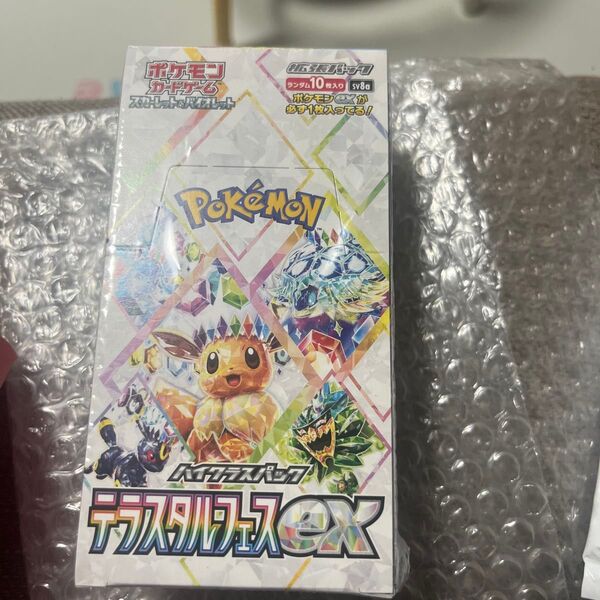 ポケモン
カードゲーム
スカーレット&バイオレット
拡張パック
ランダム10枚入り SV8a
ポケモンexが
必ず1枚入ってる!
POKéMON
ハイクラスパック
テラスタルフェスex